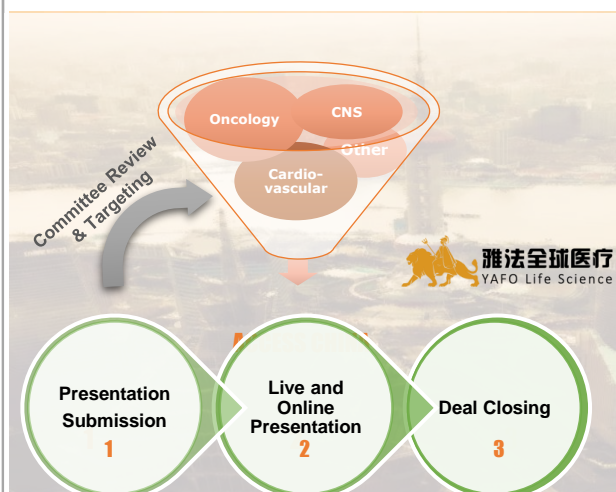 Oncology
CNS
Other
Cardio-
vascular
Committee Review
& Targeting
雅法全球医疗
YAFO Life Science
Presentation
Submission
1
Live and
Online
Presentation
2
Deal Closing
3